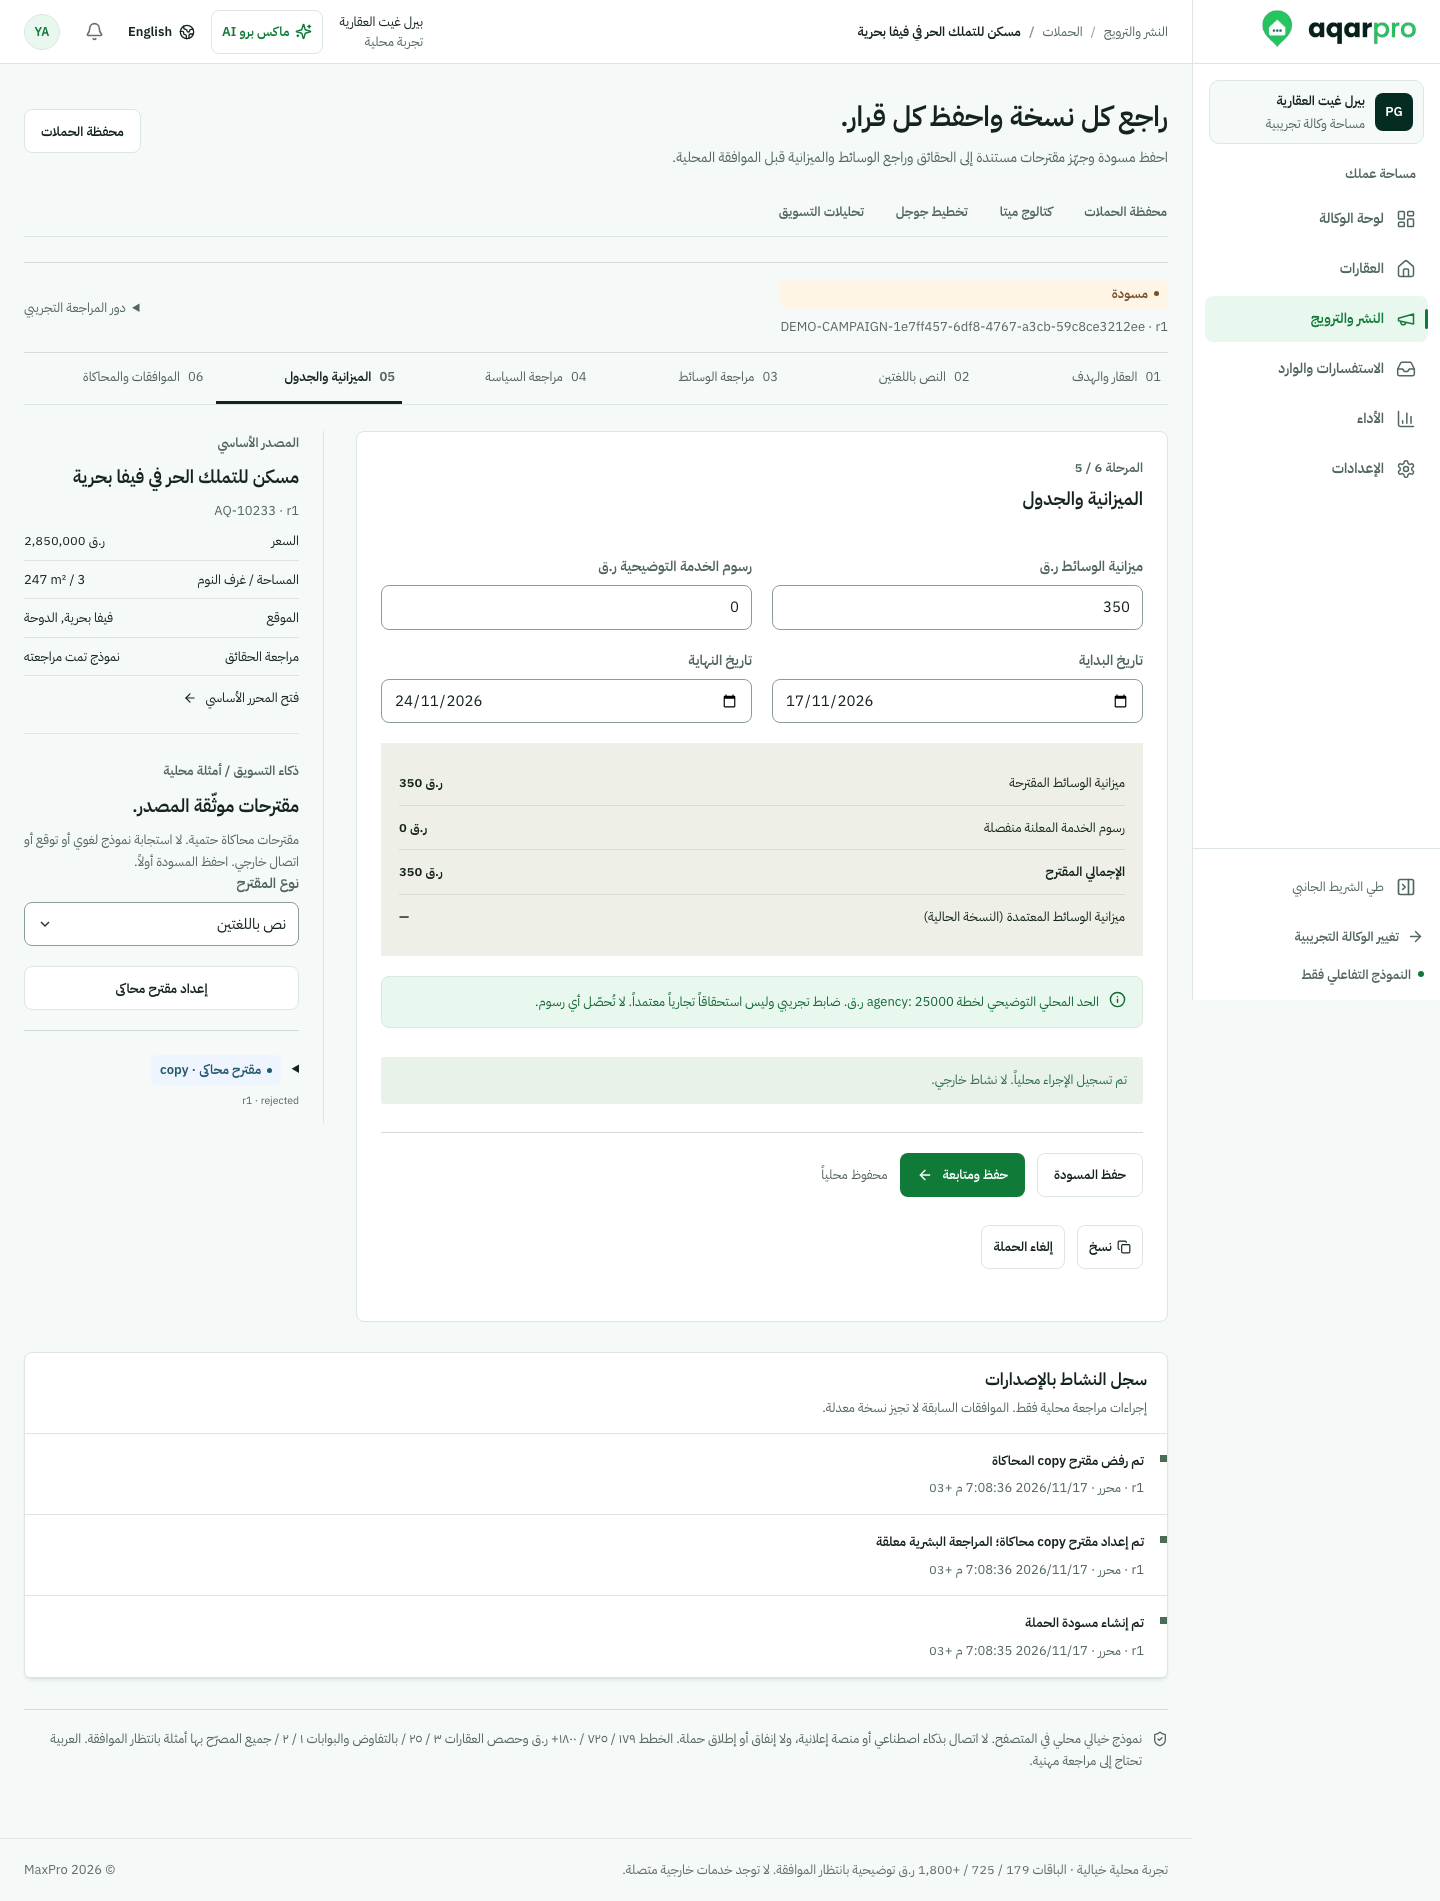 aqarpro
PG
بيرل غيت العقارية
مساحة وكالة تجريبية
مساحة عملك
لوحة الوكالة
العقارات
النشر والترويج
الاستفسارات والوارد
الأداء
الإعدادات
طي الشريط الجانبي
تغيير الوكالة التجريبية
النموذج التفاعلي فقط
النشر والترويج / الحملات / مسكن للتملك الحر في فيفا بحرية
بيرل غيت العقارية
تجربة محلية
ماكس برو AI
English
YA
راجع كل نسخة واحفظ كل قرار.
احفظ مسودة وجهّز مقترحات مستندة إلى الحقائق وراجع الوسائط والميزانية قبل الموافقة المحلية.
محفظة الحملات
محفظة الحملات
كتالوج ميتا
تخطيط جوجل
تحليلات التسويق
مسودة
DEMO-CAMPAIGN-1e7ff457-6df8-4767-a3cb-59c8ce3212ee · r1
دور المراجعة التجريبي
01 العقار والهدف
02 النص باللغتين
03 مراجعة الوسائط
04 مراجعة السياسة
05 الميزانية والجدول
06 الموافقات والمحاكاة
المرحلة 6 / 5
الميزانية والجدول
ميزانية الوسائط ر.ق
350
رسوم الخدمة التوضيحية ر.ق
0
تاريخ البداية
17/11/2026
تاريخ النهاية
24/11/2026
ميزانية الوسائط المقترحة
ر.ق 350
رسوم الخدمة المعلنة منفصلة
ر.ق 0
الإجمالي المقترح
ر.ق 350
ميزانية الوسائط المعتمدة (النسخة الحالية)
—
الحد المحلي التوضيحي لخطة agency: 25000 ر.ق. ضابط تجريبي وليس استحقاقاً تجارياً معتمداً. لا تُحصّل أي رسوم.
تم تسجيل الإجراء محلياً. لا نشاط خارجي.
حفظ المسودة
حفظ ومتابعة
محفوظ محلياً
نسخ
إلغاء الحملة
المصدر الأساسي
مسكن للتملك الحر في فيفا بحرية
AQ-10233 · r1
السعر
ر.ق 2,850,000
المساحة / غرف النوم
247 m² / 3
الموقع
فيفا بحرية, الدوحة
مراجعة الحقائق
نموذج تمت مراجعته
فتح المحرر الأساسي
ذكاء التسويق / أمثلة محلية
مقترحات موثّقة المصدر.
مقترحات محاكاة حتمية. لا استجابة نموذج لغوي أو توقع أو
اتصال خارجي. احفظ المسودة أولاً.
نوع المقترح
نص باللغتين
إعداد مقترح محاكى
مقترح محاكى · copy
r1 · rejected
سجل النشاط بالإصدارات
إجراءات مراجعة محلية فقط. الموافقات السابقة لا تجيز نسخة معدلة.
تم رفض مقترح copy المحاكاة
r1 · محرر · 2026/11/17 7:08:36 م +03
تم إعداد مقترح copy محاكاة؛ المراجعة البشرية معلقة
r1 · محرر · 2026/11/17 7:08:36 م +03
تم إنشاء مسودة الحملة
r1 · محرر · 2026/11/17 7:08:35 م +03
نموذج خيالي محلي في المتصفح. لا اتصال بذكاء اصطناعي أو منصة إعلانية، ولا إنفاق أو إطلاق حملة. الخطط ١٧٩ / ٧٢٥ / ١٨٠٠+ ر.ق وحصص العقارات ٣ / ٢٥ / بالتفاوض والبوابات ١ / ٢ / جميع المصرّح بها أمثلة بانتظار الموافقة. العربية
تحتاج إلى مراجعة مهنية.
تجربة محلية خيالية · الباقات 179 / 725 / +1,800 ر.ق توضيحية بانتظار الموافقة. لا توجد خدمات خارجية متصلة.
© 2026 MaxPro